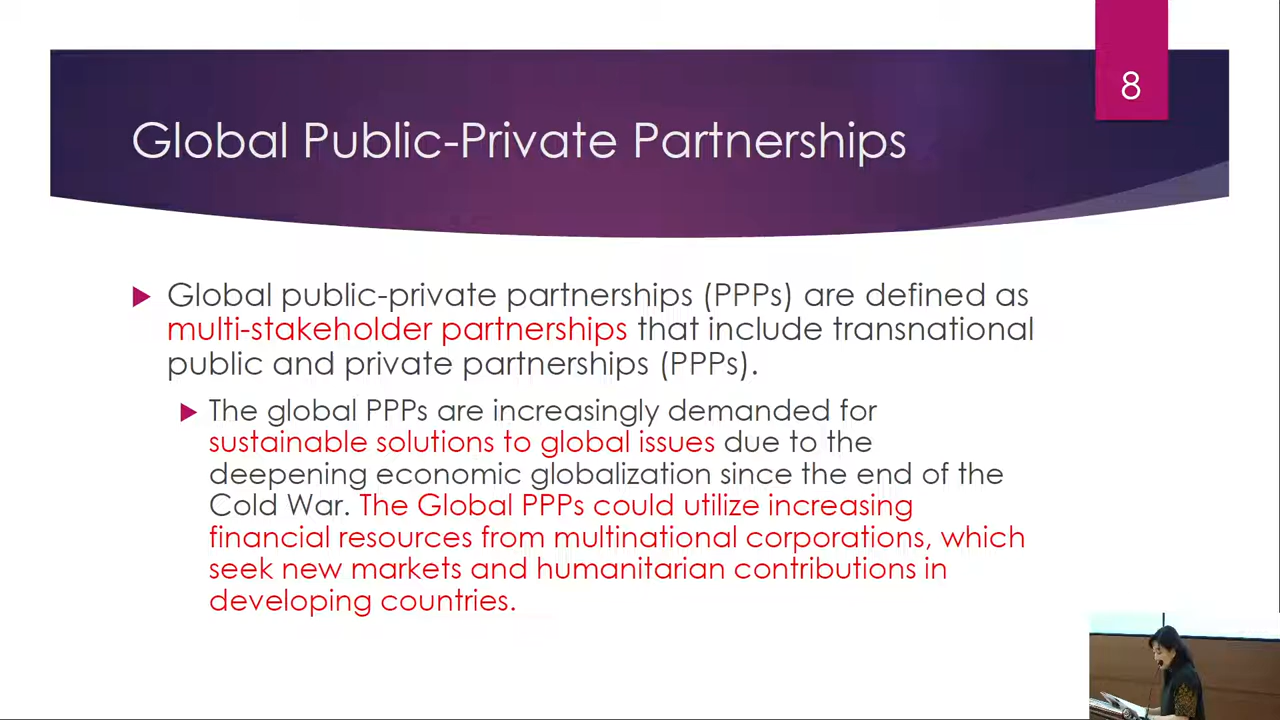 8
Global Public-Private Partnerships
Global public-private partnerships (PPPs) are defined as
multi-stakeholder partnerships that include transnational
public and private partnerships (PPPs).
The global PPPs are increasingly demanded for
sustainable solutions to global issues due to the
deepening economic globalization since the end of the
Cold War. The Global PPPs could utilize increasing
financial resources from multinational corporations, which
seek new markets and humanitarian contributions in
developing countries.